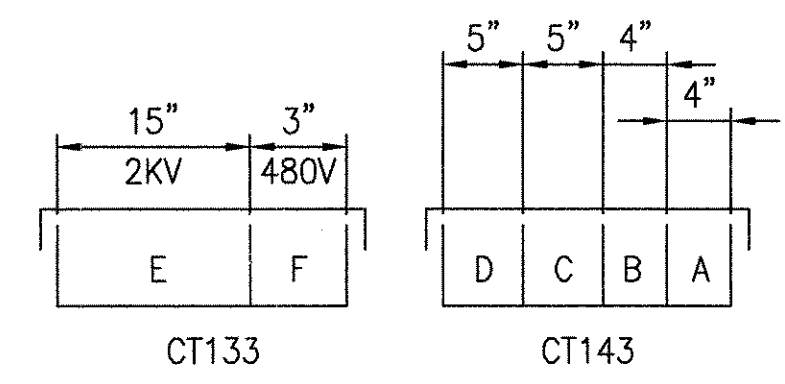 5” 5” 4”
4”
15” 3”
2KV 480V
E F D C B A
CT133 CT143